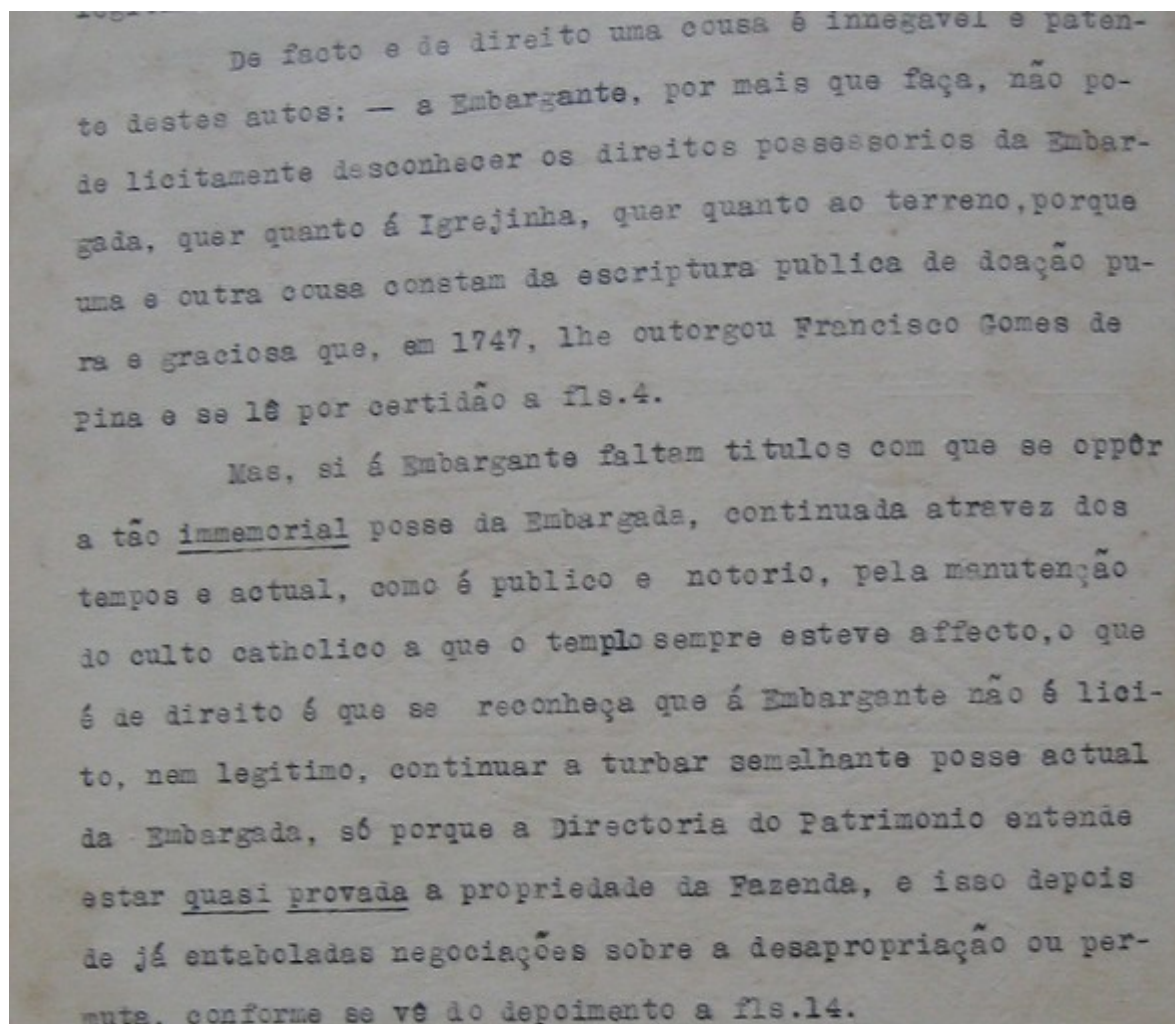 De facto e de direito uma cousa é innegavel e paten-
te destes autos: — a Embargante, por mais que faça, não po-
de licitamente desconhecer os direitos possessorios da Embar-
gada, quer quanto á Igrejinha, quer quanto ao terreno,porque
uma e outra cousa constam da escriptura publica de doação pu-
ra e graciosa que, em 1747, lhe outorgou Francisco Gomes de
Pina e se lê por certidão a fls.4.
Mas, si á Embargante faltam titulos com que se oppôr
a tão immemorial posse da Embargada, continuada atravez dos
tempos e actual, como é publico e notorio, pela manutenção
do culto catholico a que o templo sempre esteve affecto,o que
é de direito é que se reconheça que á Embargante não é lici-
to, nem legitimo, continuar a turbar semelhante posse actual
da Embargada, só porque a Directoria do Patrimonio entende
estar quasi provada a propriedade da Fazenda, e isso depois
de já entaboladas negociações sobre a desapropriação ou per-
muta, conforme se vê do depoimento a fls.14.